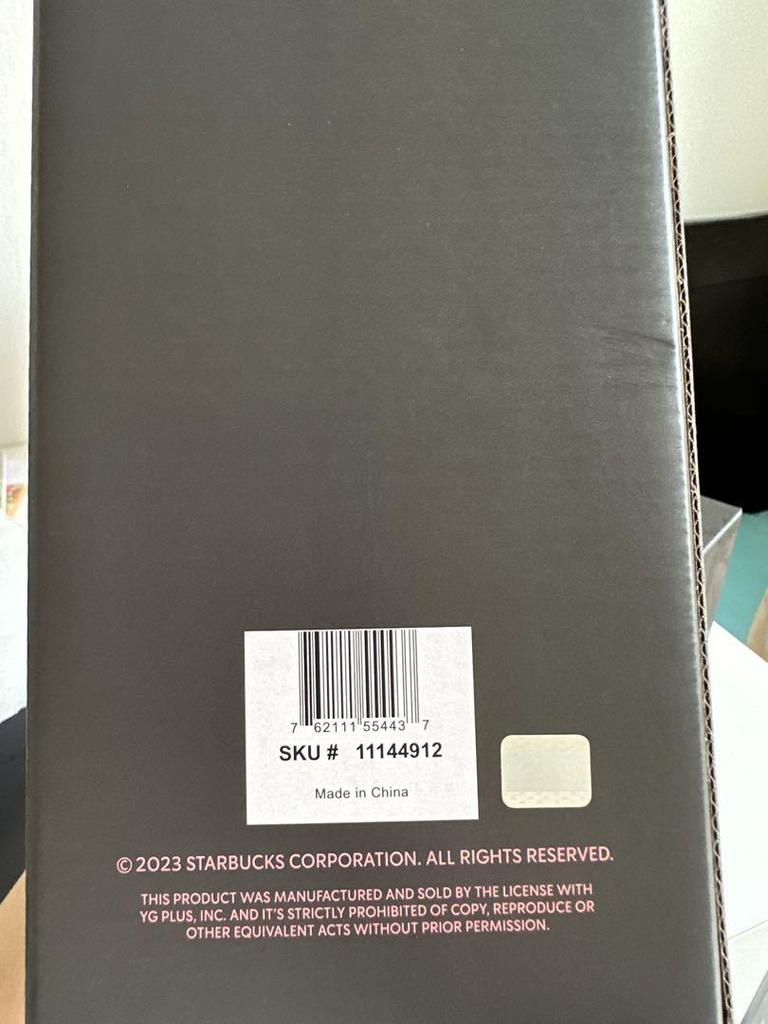 7 62111 55443 7
SKU # 11144912
Made in China
© 2023 STARBUCKS CORPORATION. ALL RIGHTS RESERVED.
THIS PRODUCT WAS MANUFACTURED AND SOLD BY THE LICENSE WITH
YG PLUS, INC. AND IT'S STRICTLY PROHIBITED OF COPY, REPRODUCE OR
OTHER EQUIVALENT ACTS WITHOUT PRIOR PERMISSION.